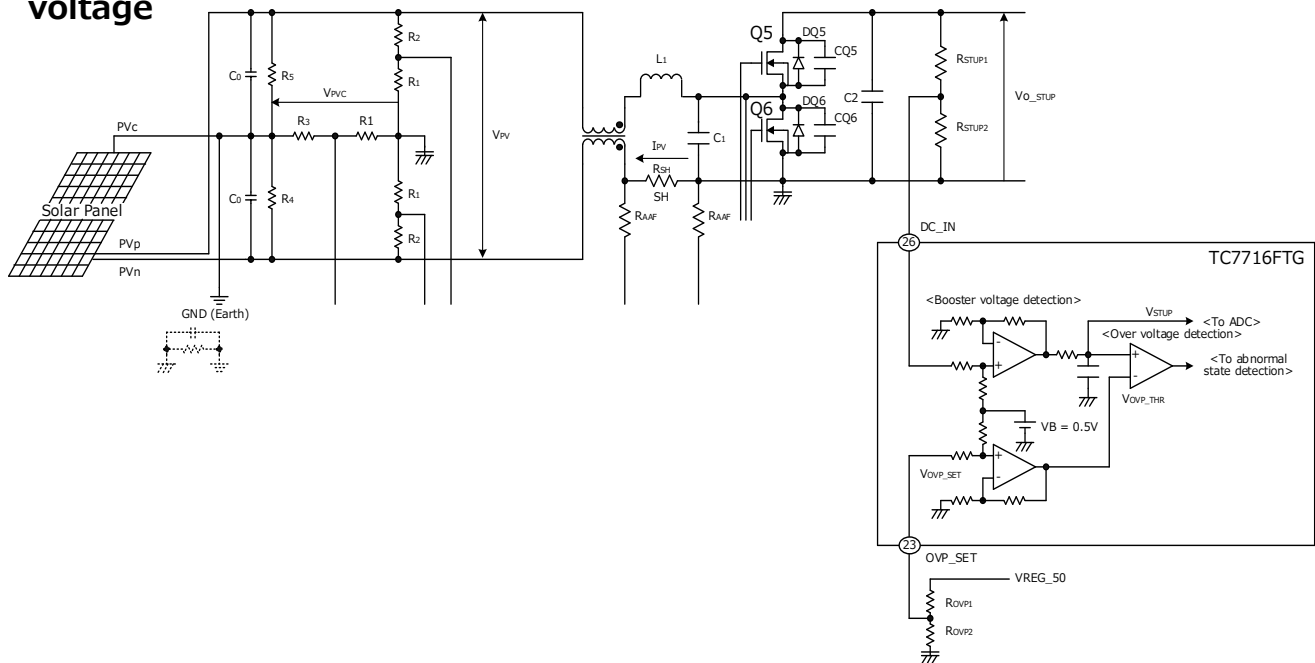 voltage
R2
C0
R5
R1
VPVC
PVc
R3
R1
VPV
Solar Panel
C0
R4
R1
R2
PVp
PVn
GND (Earth)
L1
Q5
DQ5
CQ5
Q6
DQ6
CQ6
C1
IPV
RSH
SH
RAAF
RAAF
C2
RSTUP1
RSTUP2
Vo_STUP
DC_IN
26
TC7716FTG
<Booster voltage detection>
VSTUP
<To ADC>
<Over voltage detection>
-
+
+
-
<To abnormal
state detection>
VOVP_THR
VB = 0.5V
VOVP_SET
+
-
23
OVP_SET
VREG_50
ROVP1
ROVP2